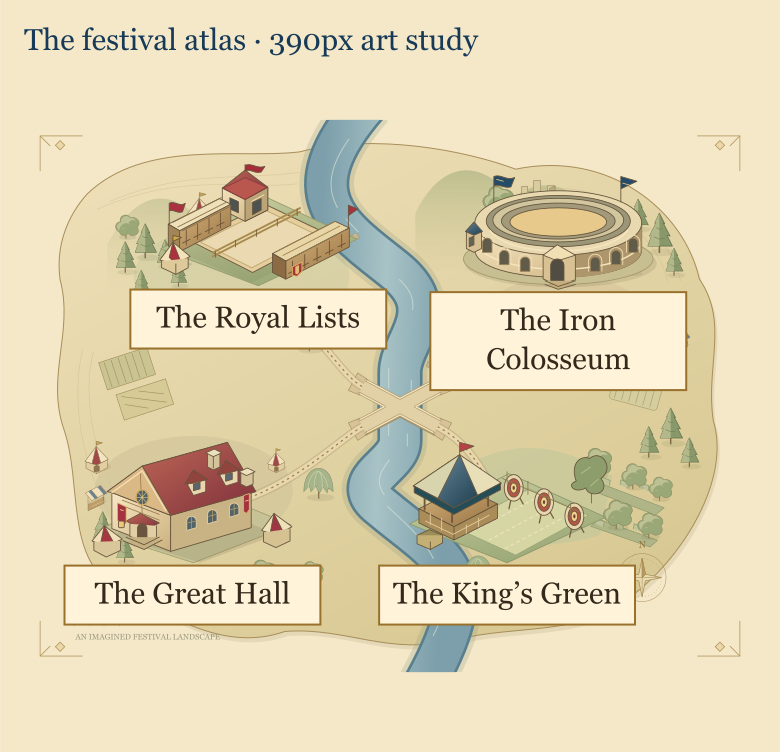 The festival atlas · 390px art study
The Royal Lists
The Iron
Colosseum
The Great Hall
The King’s Green
N
AN IMAGINED FESTIVAL LANDSCAPE